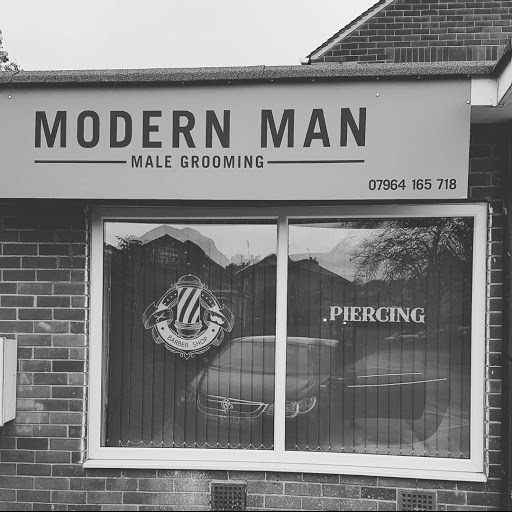 MODERN MAN
MALE GROOMING
07964 165 718
.PIERCING
BARBER SHOP